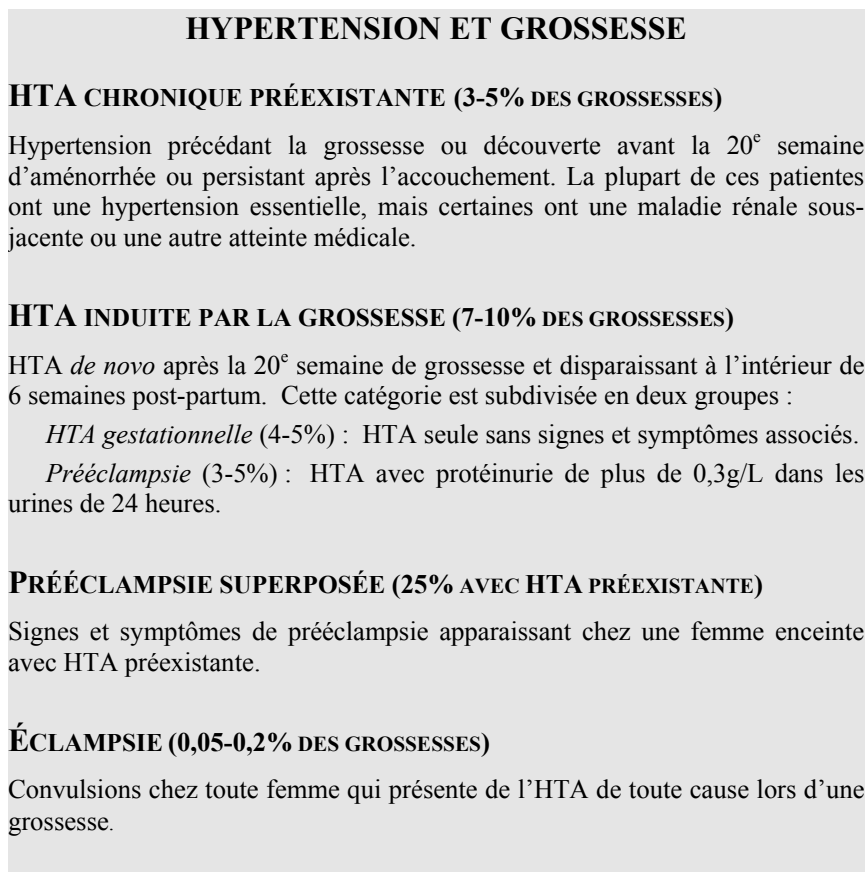 HYPERTENSION ET GROSSESSE
HTA CHRONIQUE PRÉEXISTANTE (3-5% DES GROSSESSES)
Hypertension précédant la grossesse ou découverte avant la 20e semaine
d’aménorrhée ou persistant après l’accouchement. La plupart de ces patientes
ont une hypertension essentielle, mais certaines ont une maladie rénale sous-
jacente ou une autre atteinte médicale.
HTA INDUITE PAR LA GROSSESSE (7-10% DES GROSSESSES)
HTA de novo après la 20e semaine de grossesse et disparaissant à l’intérieur de
6 semaines post-partum. Cette catégorie est subdivisée en deux groupes :
HTA gestationnelle (4-5%) : HTA seule sans signes et symptômes associés.
Prééclampsie (3-5%) : HTA avec protéinurie de plus de 0,3g/L dans les
urines de 24 heures.
PRÉÉCLAMPSIE SUPERPOSÉE (25% AVEC HTA PRÉEXISTANTE)
Signes et symptômes de prééclampsie apparaissant chez une femme enceinte
avec HTA préexistante.
ÉCLAMPSIE (0,05-0,2% DES GROSSESSES)
Convulsions chez toute femme qui présente de l’HTA de toute cause lors d’une
grossesse.